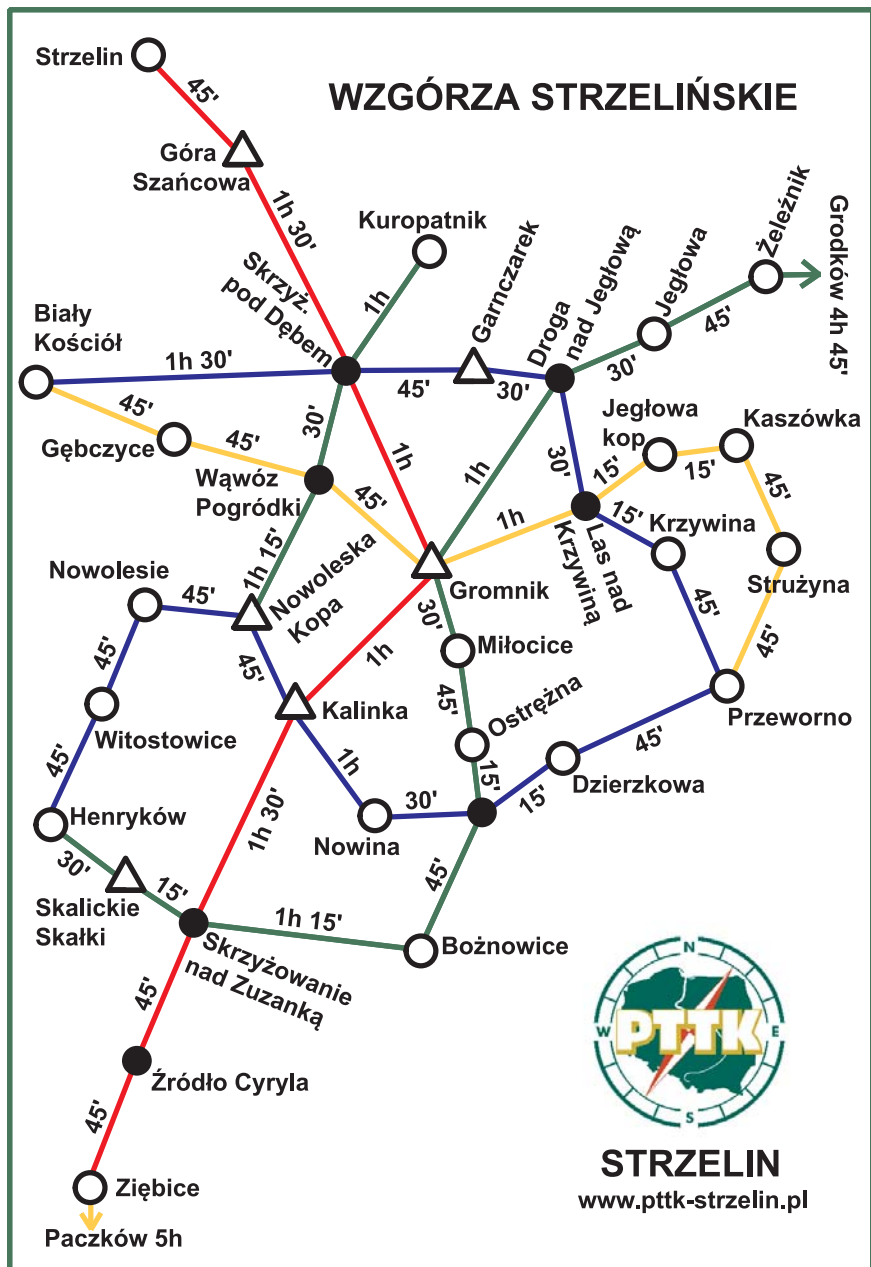 Strzelin
45'
WZGÓRZA STRZELIŃSKIE
Góra
Szańcowa
1h 30'
Kuropatnik
1h
Skrzyż.
pod Dębem
Garnczarek
Droga
nad Jegłową
Jegłowa
Żeleźnik
Grodków 4h 45'
Biały
Kościół
1h 30'
45'
30'
30'
45'
45'
Gębczyce
45'
30'
1h
1h
30'
Jegłowa
kop
15'
15'
Kaszówka
45'
Wąwóz
Pogródki
45'
1h
Las nad
Krzywiną
15'
Krzywina
Strużyna
1h 15'
Nowoleska
Kopa
Gromnik
Nowolesie
45'
30'
Miłocice
45'
45'
45'
45'
1h
Kalinka
45'
Ostrężna
Przeworno
Witostowice
45'
1h
15'
45'
Dzierzkowa
Henryków
1h 30'
Nowina
30'
15'
30'
15'
Skalickie
Skałki
45'
1h 15'
Bożnowice
Skrzyżowanie
nad Zuzanką
45'
Źródło Cyryla
45'
Ziębice
Paczków 5h
N
W
E
S
PTTK
STRZELIN
www.pttk-strzelin.pl